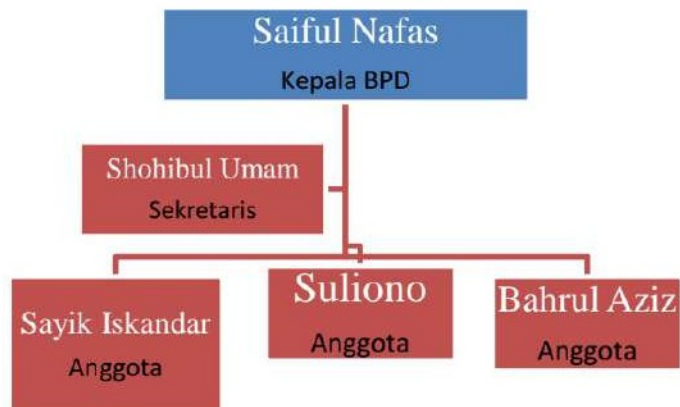 Saiful Nafas
Kepala BPD
Shohibul Umam
Sekretaris
Sayik Iskandar
Anggota
Suliono
Anggota
Bahrul Aziz
Anggota